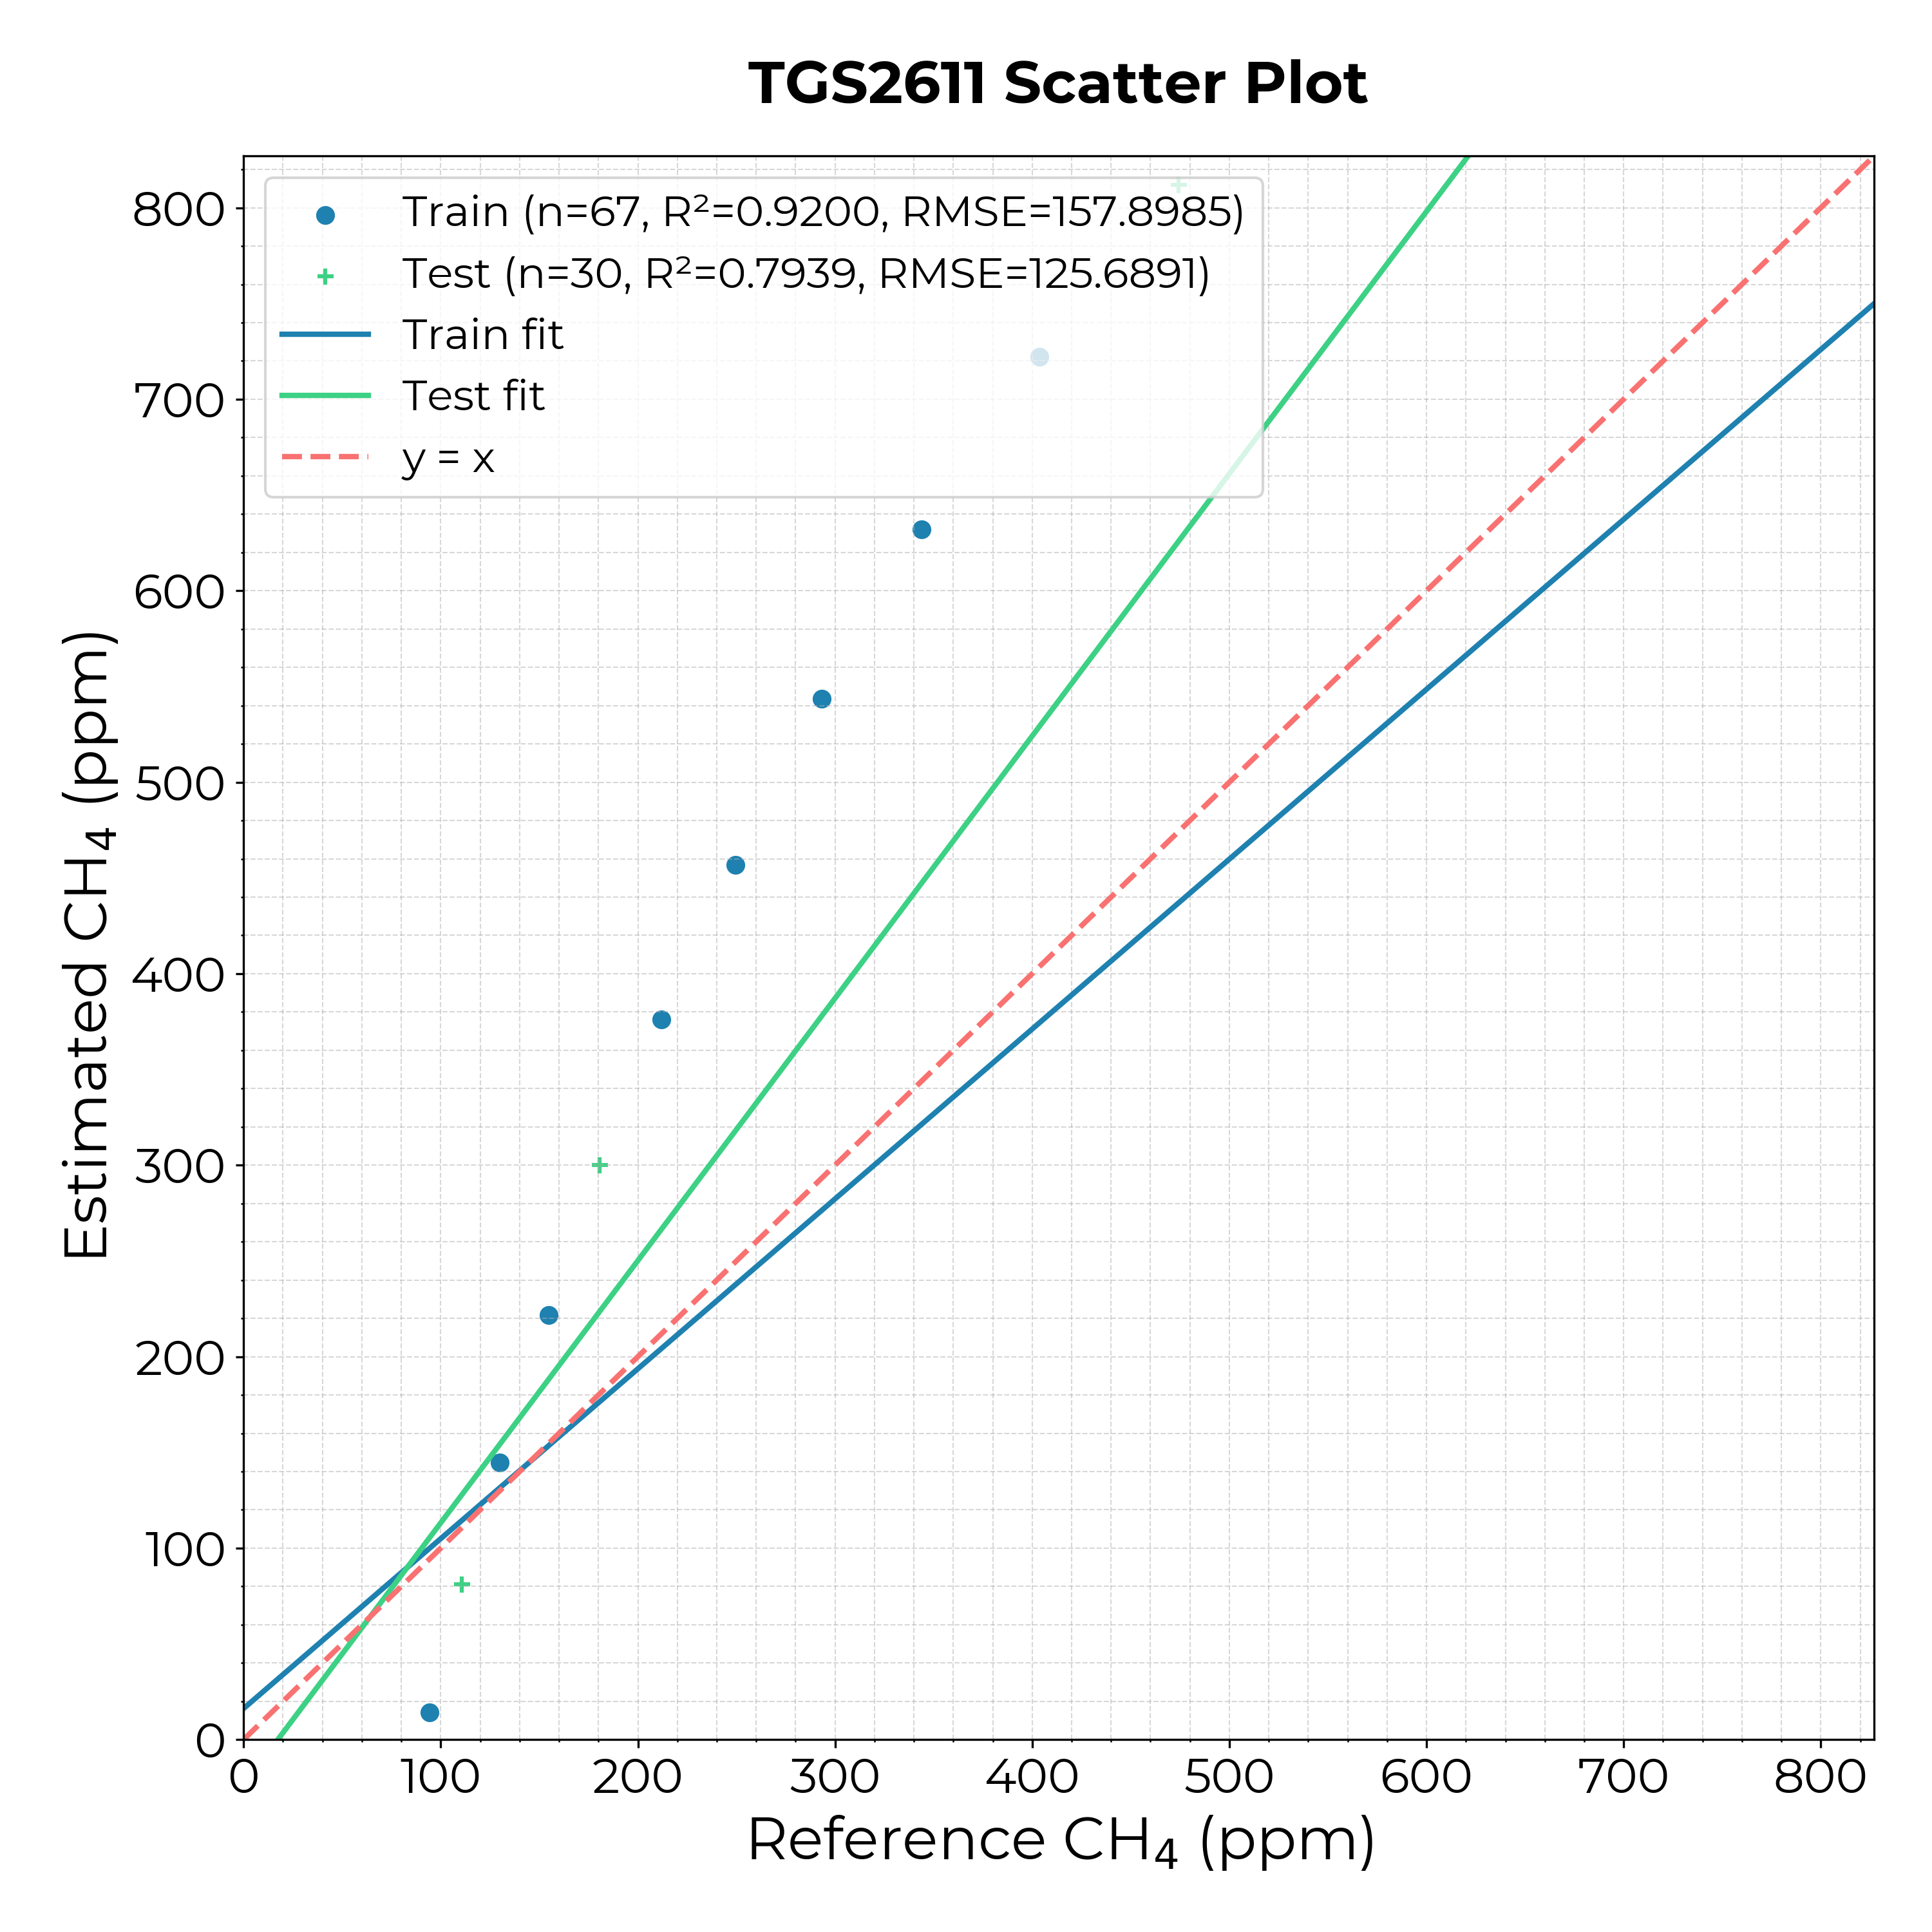 TGS2611 Scatter Plot
Train (n=67, R²=0.9200, RMSE=157.8985)
Test (n=30, R²=0.7939, RMSE=125.6891)
Train fit
Test fit
y = x
Estimated CH₄ (ppm)
800
700
600
500
400
300
200
100
0
0 100 200 300 400 500 600 700 800
Reference CH₄ (ppm)